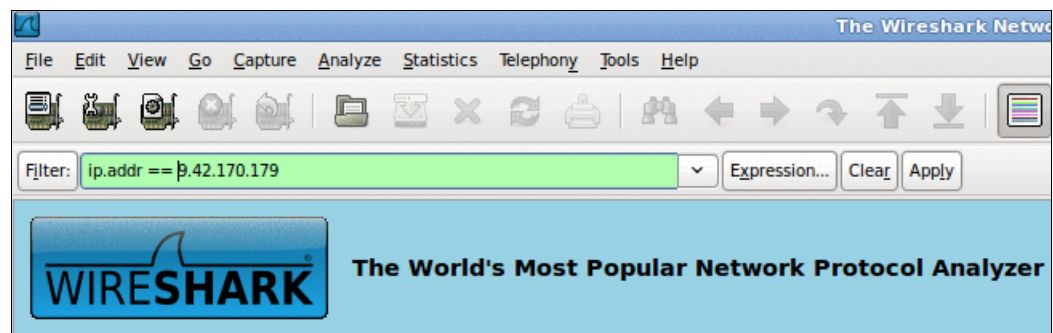 The Wireshark Netwo
File Edit View Go Capture Analyze Statistics Telephony Tools Help
Filter: ip.addr == 9.42.170.179 Expression... Clear Apply
WIRESHARK The World's Most Popular Network Protocol Analyzer